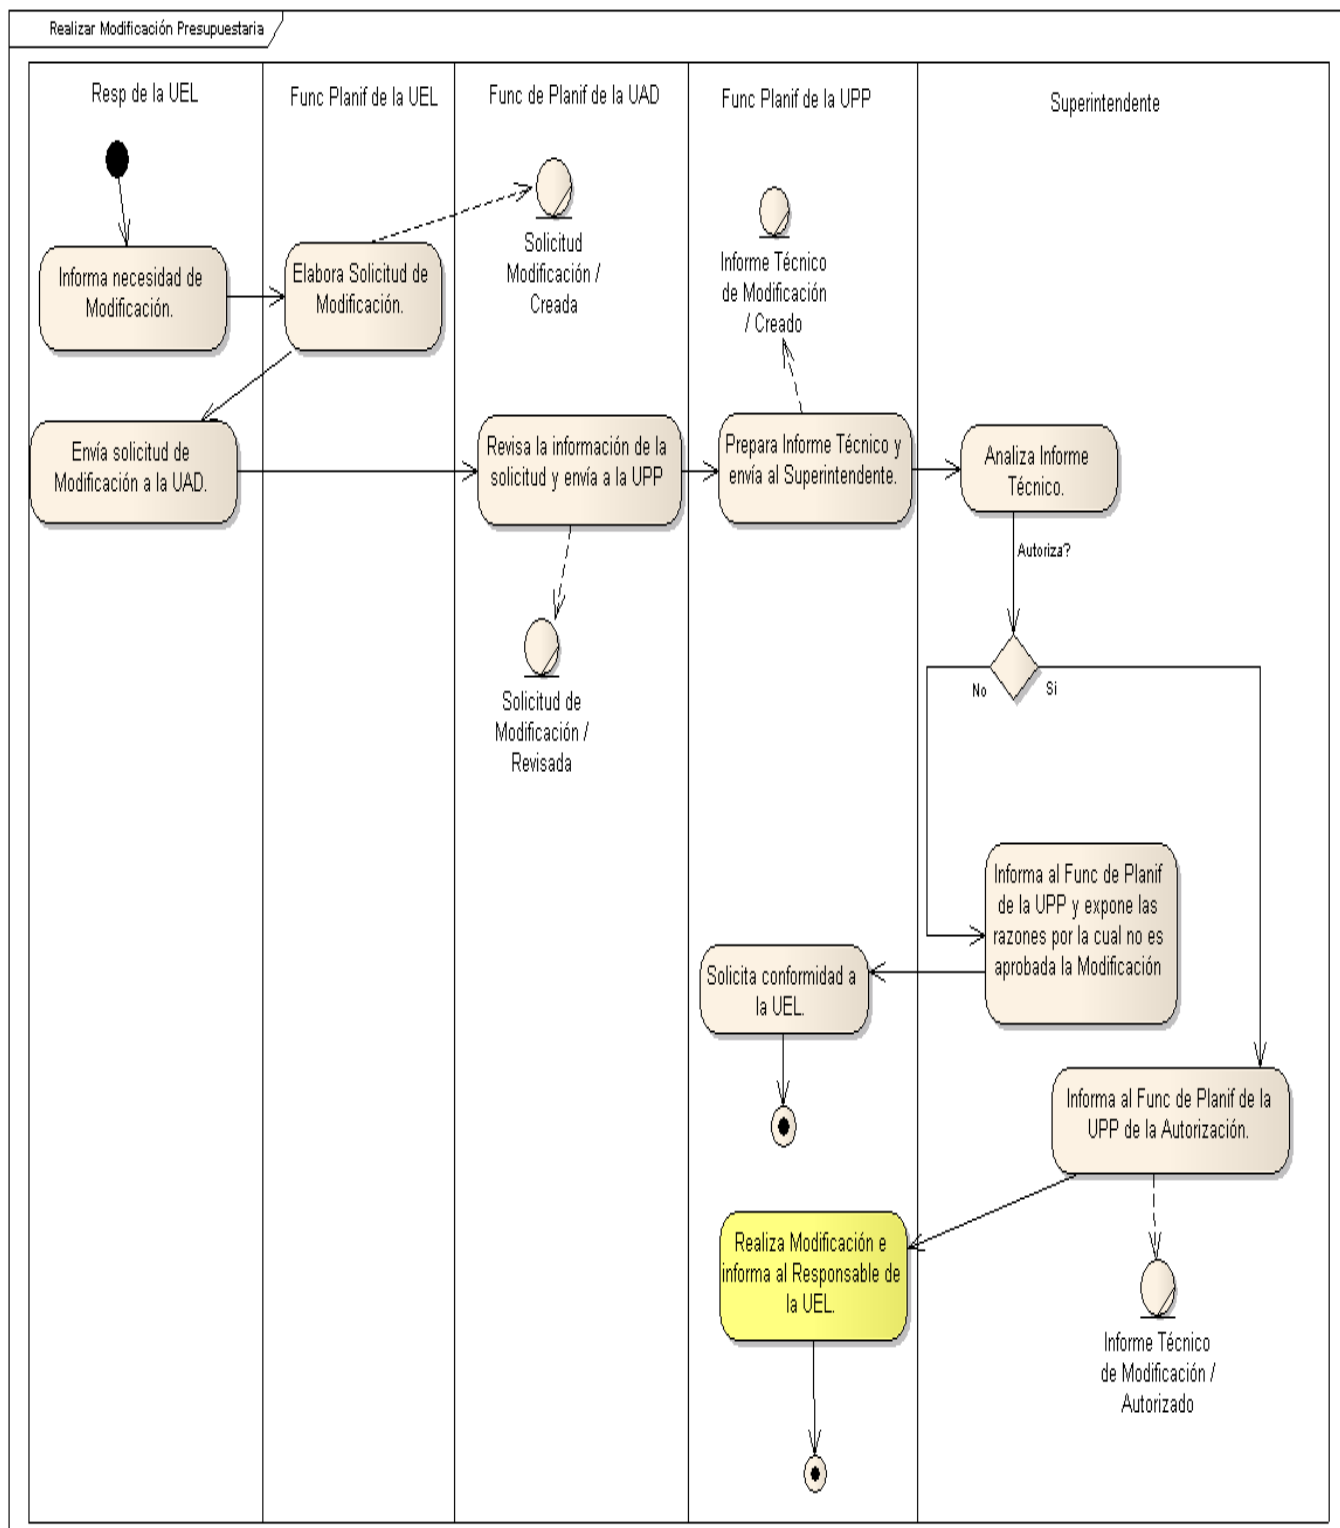 Realizar Modificación Presupuestaria
Resp de la UEL
Func Planif de la UEL
Func de Planif de la UAD
Func Planif de la UPP
Superintendente
Informa necesidad de
Modificación.
Elabora Solicitud de
Modificación.
Solicitud
Modificación /
Creada
Informe Técnico
de Modificación
/ Creado
Envía solicitud de
Modificación a la UAD.
Revisa la información de la
solicitud y envía a la UPP
Prepara Informe Técnico y
envía al Superintendente.
Analiza Informe
Técnico.
Autoriza?
No
Si
Solicitud de
Modificación /
Revisada
Informa al Func de Planif
de la UPP y expone las
razones por la cual no es
aprobada la Modificación
Solicita conformidad a
la UEL.
Informa al Func de Planif de la
UPP de la Autorización.
Realiza Modificación e
informa al Responsable de
la UEL.
Informe Técnico
de Modificación /
Autorizado